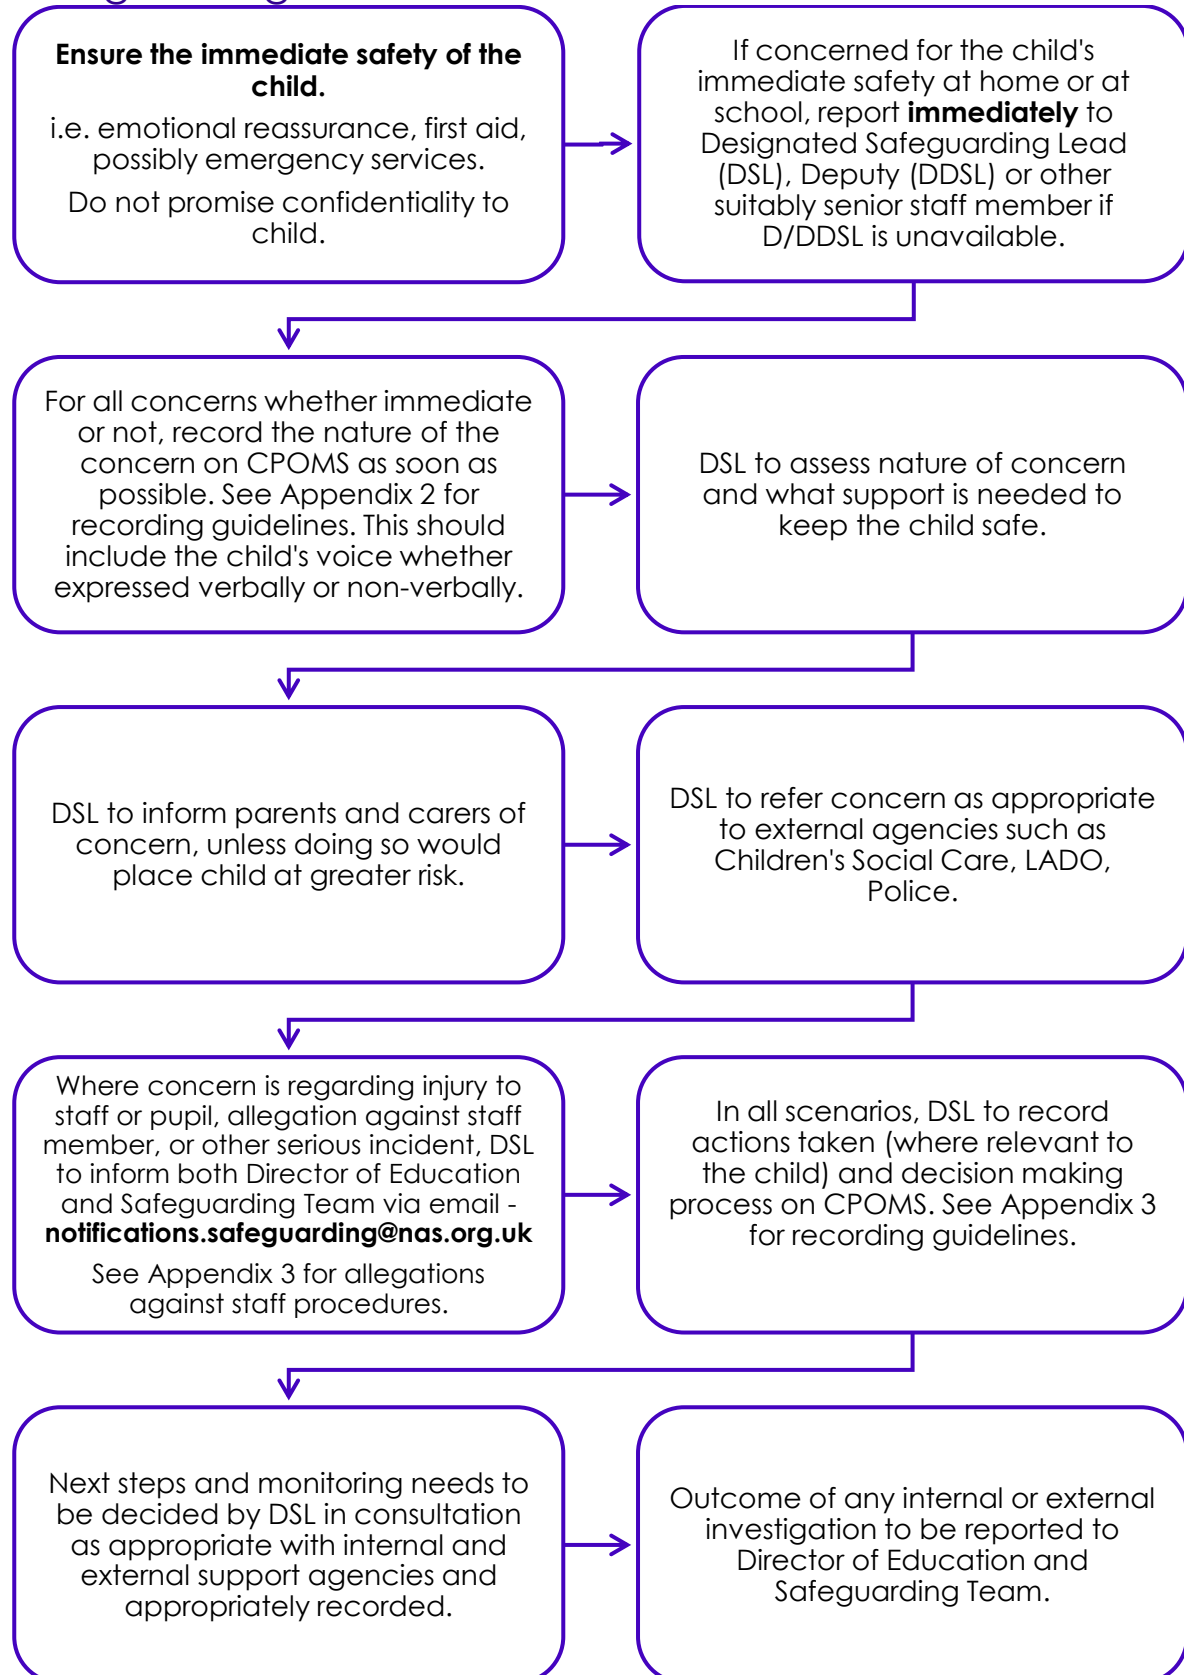 Ensure the immediate safety of the
child.
i.e. emotional reassurance, first aid,
possibly emergency services.
Do not promise confidentiality to
child.
If concerned for the child's
immediate safety at home or at
school, report immediately to
Designated Safeguarding Lead
(DSL), Deputy (DDSL) or other
suitably senior staff member if
D/DDSL is unavailable.
For all concerns whether immediate
or not, record the nature of the
concern on CPOMS as soon as
possible. See Appendix 2 for
recording guidelines. This should
include the child's voice whether
expressed verbally or non-verbally.
DSL to assess nature of concern
and what support is needed to
keep the child safe.
DSL to inform parents and carers of
concern, unless doing so would
place child at greater risk.
DSL to refer concern as appropriate
to external agencies such as
Children's Social Care, LADO,
Police.
Where concern is regarding injury to
staff or pupil, allegation against staff
member, or other serious incident, DSL
to inform both Director of Education
and Safeguarding Team via email -
notifications.safeguarding@nas.org.uk
See Appendix 3 for allegations
against staff procedures.
In all scenarios, DSL to record
actions taken (where relevant to
the child) and decision making
process on CPOMS. See Appendix 3
for recording guidelines.
Next steps and monitoring needs to
be decided by DSL in consultation
as appropriate with internal and
external support agencies and
appropriately recorded.
Outcome of any internal or external
investigation to be reported to
Director of Education and
Safeguarding Team.